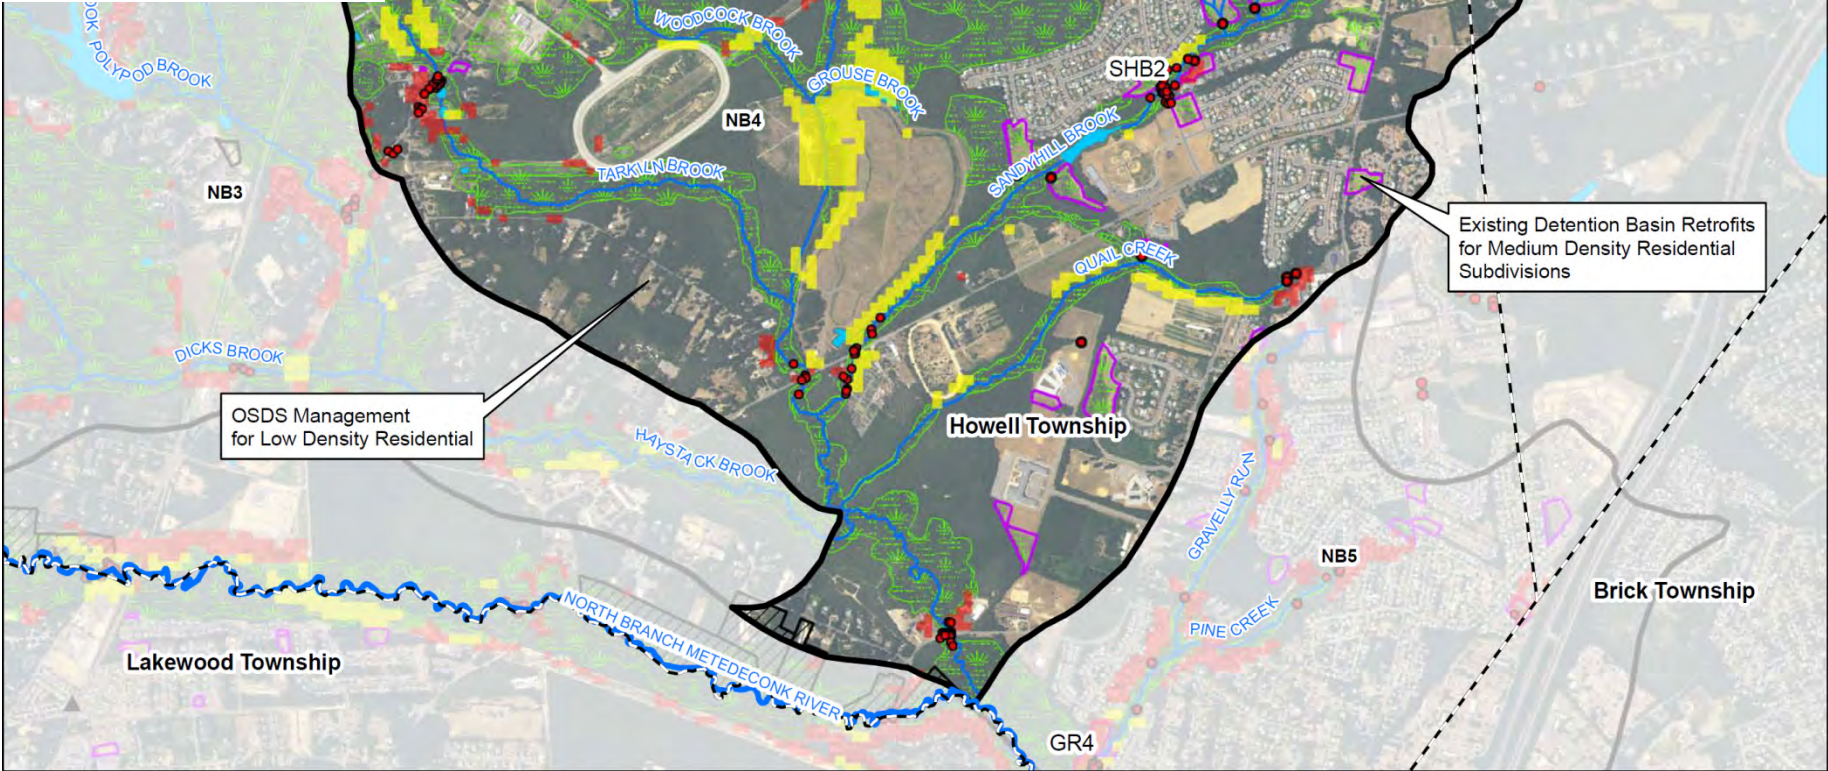 WOODCOCK BROOK
OOK
POLYPOD BROOK
GROUSE BROOK
SHB2
NB4
SANDYHILL BROOK
TARKILN BROOK
NB3
Existing Detention Basin Retrofits
for Medium Density Residential
Subdivisions
QUAIL CREEK
DICKS BROOK
OSDS Management
for Low Density Residential
Howell Township
HAYSTACK BROOK
GRAVELLY RUN
NB5
Brick Township
NORTH BRANCH METEDECONK RIVER
PINE CREEK
Lakewood Township
GR4